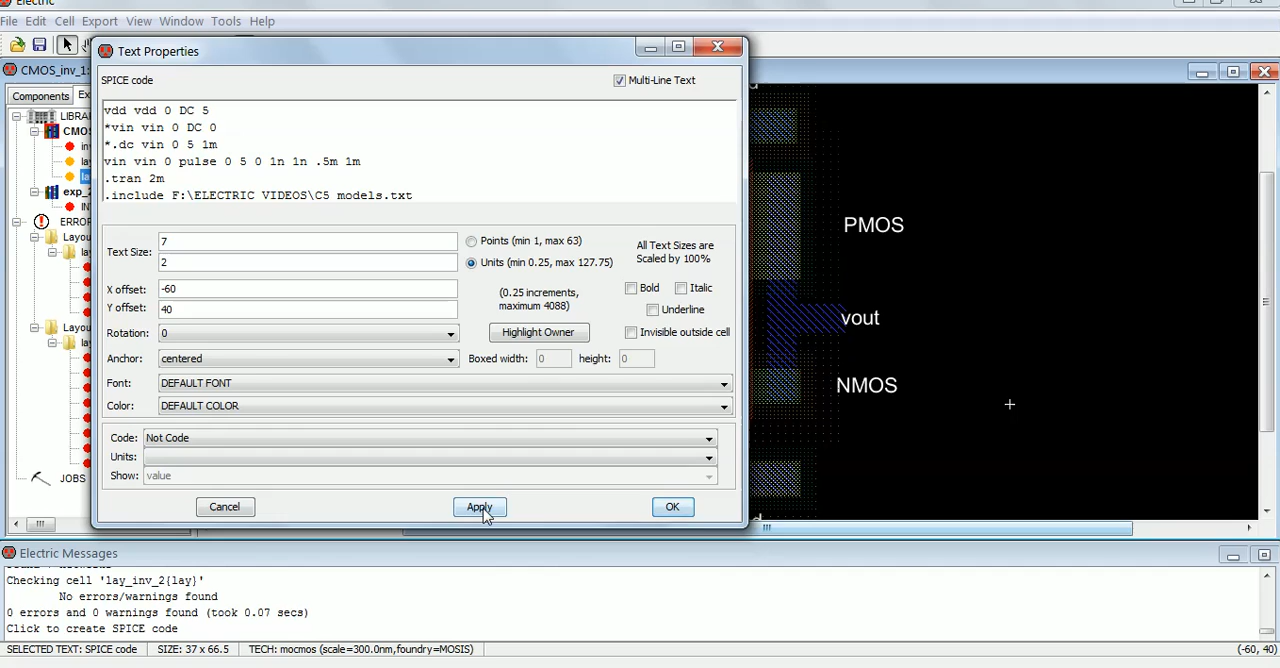 Electric
File Edit Cell Export View Window Tools Help
Text Properties
CMOS_inv_1:
SPICE code
Multi-Line Text
Components
vdd vdd 0 DC 5
*vin vin 0 DC 0
*.dc vin 0 5 1m
vin vin 0 pulse 0 5 0 1n 1n .5m 1m
.tran 2m
.include F:\ELECTRIC VIDEOS\C5 models.txt
LIBRA
CMOS
exp_2
ERROR
Layou
Layou
JOBS
Text Size:
7
2
Points (min 1, max 63)
Units (min 0.25, max 127.75)
All Text Sizes are
Scaled by 100%
X offset: -60
Y offset: 40
(0.25 increments,
maximum 4088)
Bold
Italic
Underline
Rotation: 0
Highlight Owner
Invisible outside cell
Anchor: centered
Boxed width: 0 height: 0
Font: DEFAULT FONT
Color: DEFAULT COLOR
Code: Not Code
Units:
Show: value
Cancel
Apply
OK
PMOS
vout
NMOS
Electric Messages
Checking cell 'lay_inv_2{lay}'
No errors/warnings found
0 errors and 0 warnings found (took 0.07 secs)
Click to create SPICE code
SELECTED TEXT: SPICE code SIZE: 37 x 66.5 TECH: mocmos (scale=300.0nm,foundry=MOSIS) (-60, 40)